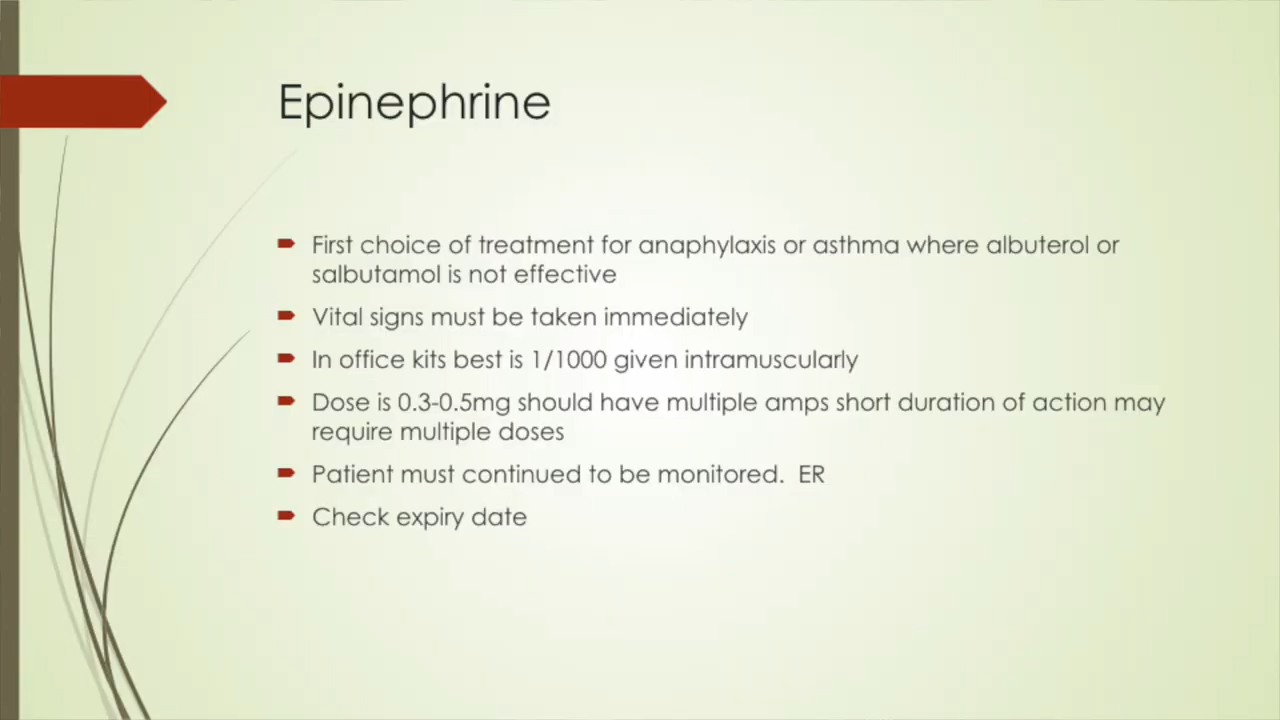 Epinephrine
First choice of treatment for anaphylaxis or asthma where albuterol or
salbutamol is not effective
Vital signs must be taken immediately
In office kits best is 1/1000 given intramuscularly
Dose is 0.3-0.5mg should have multiple amps short duration of action may
require multiple doses
Patient must continued to be monitored.  ER
Check expiry date